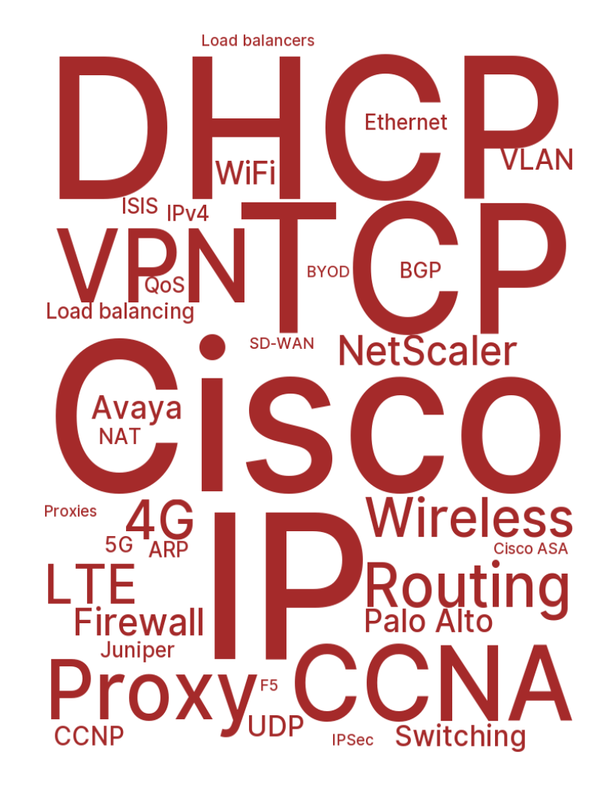 Load balancers
DHCP
Ethernet
VLAN
WiFi
ISIS
IPv4
VPN
TCP
QoS
BYOD
BGP
Load balancing
SD-WAN
NetScaler
Cisco
Avaya
NAT
Proxies
4G
Wireless
5G
ARP
Cisco ASA
IP
LTE
Routing
Firewall
Palo Alto
Juniper
Proxy
F5
CCNA
UDP
CCNP
IPSec
Switching